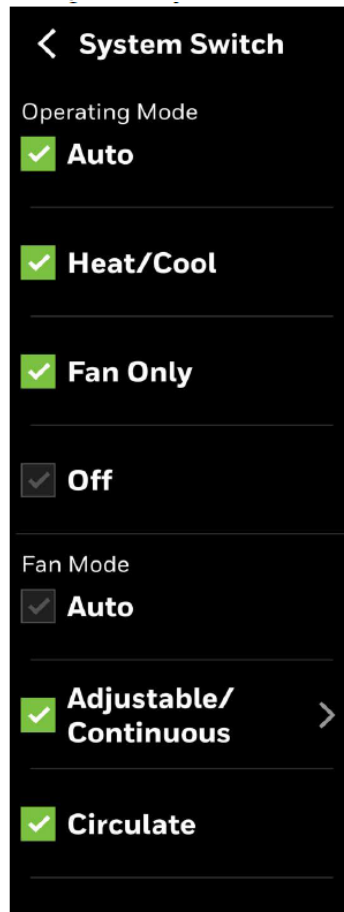 System Switch
Operating Mode
Auto
Heat/Cool
Fan Only
Off
Fan Mode
Auto
Adjustable/
Continuous
Circulate